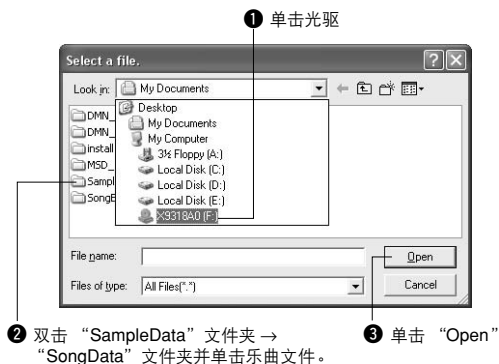 ❶ 单击光驱
Select a file.
Look in: My Documents
Desktop
My Documents
My Computer
3½ Floppy (A:)
Local Disk (C:)
Local Disk (D:)
Local Disk (E:)
X9318A0 (F:)
DMN_
DMN_
install
MSD_
Sampl
SongE
File name:
Open
Files of type: All Files(*.*)
Cancel
❷ 双击 “SampleData”文件夹→
“SongData”文件夹并单击乐曲文件。
❸ 单击 “Open”